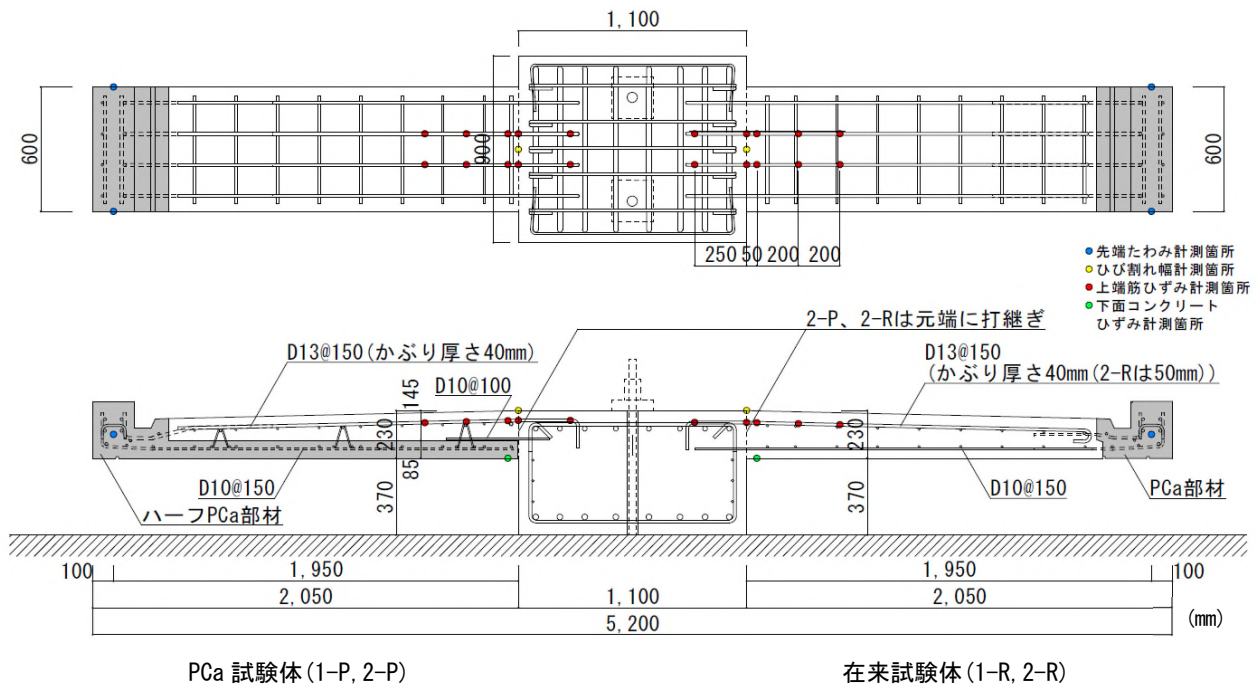 1,100
600
900
600
250 50 200 200
先端たわみ計測箇所
ひび割れ幅計測箇所
上端筋ひずみ計測箇所
下面コンクリート
ひずみ計測箇所
2-P、2-Rは元端に打継ぎ
D13@150(かぶり厚さ40mm)
D13@150
(かぶり厚さ40mm(2-Rは50mm))
D10@100
145
230
85
370
230
370
D10@150
D10@150
ハーフPCa部材
PCa部材
100
1,950
1,950
100
2,050
1,100
2,050
5,200
(mm)
PCa 試験体(1-P, 2-P)
在来試験体(1-R, 2-R)